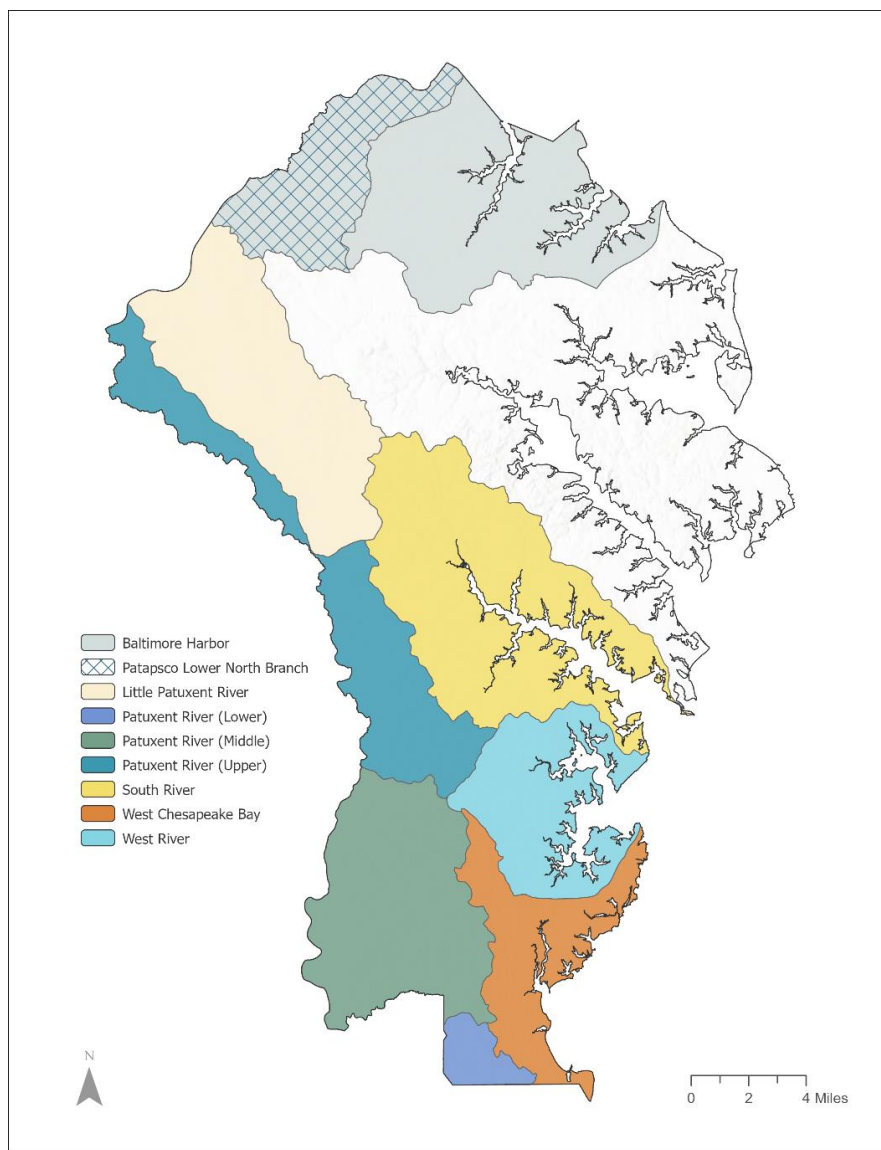 Baltimore Harbor
Patapsco Lower North Branch
Little Patuxent River
Patuxent River (Lower)
Patuxent River (Middle)
Patuxent River (Upper)
South River
West Chesapeake Bay
West River
N
0 2 4 Miles